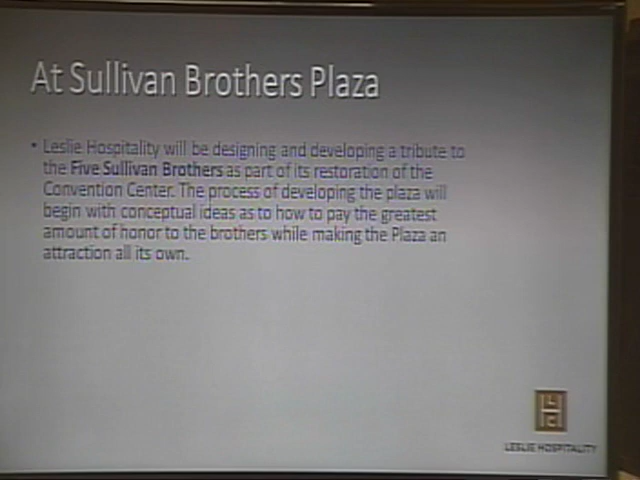 At Sullivan Brothers Plaza
• Leslie Hospitality will be designing and developing a tribute to
the Five Sullivan Brothers as part of its restoration of the
Convention Center. The process of developing the plaza will
begin with conceptual ideas as to how to pay the greatest
amount of honor to the brothers while making the Plaza an
attraction all its own.
LESLIE HOSPITALITY